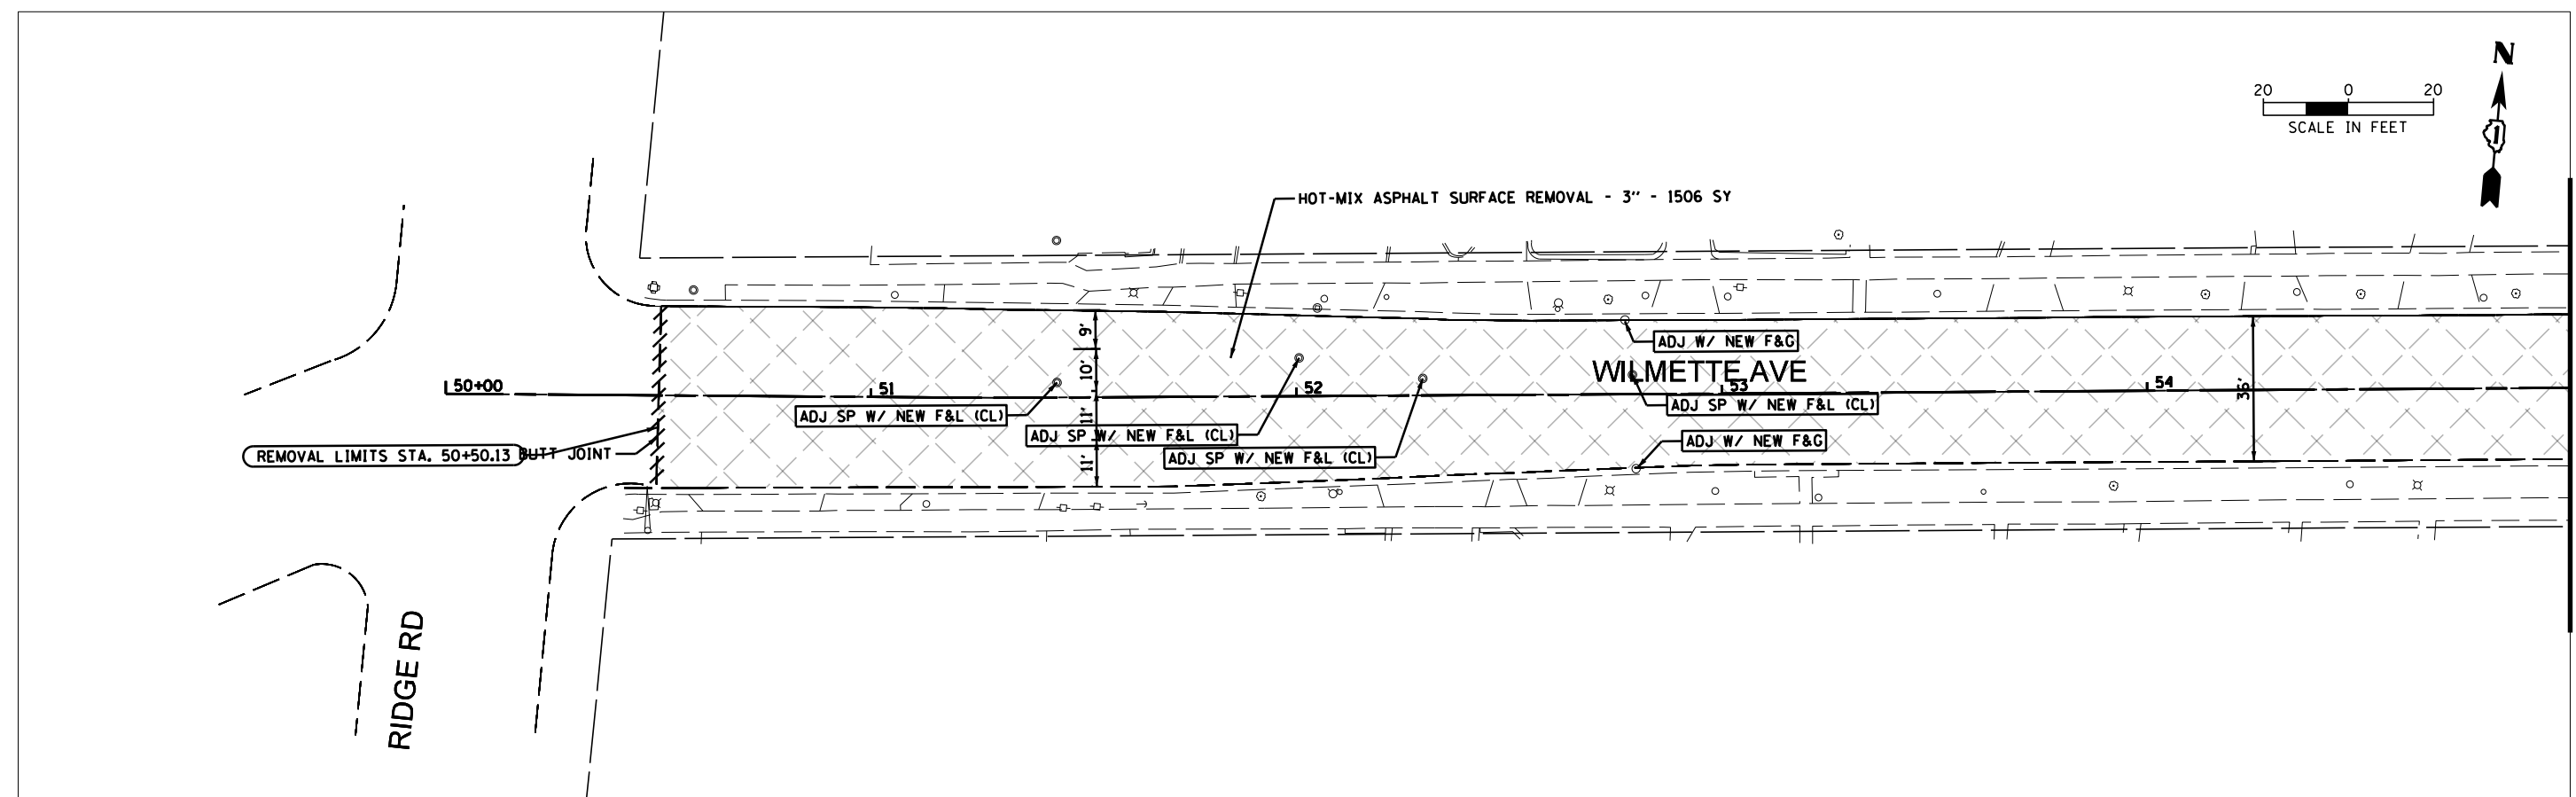 N
20 0 20
SCALE IN FEET
1
HOT-MIX ASPHALT SURFACE REMOVAL - 3" - 1506 SY
9'
10'
11'
11'
ADJ W/ NEW F&G
WILMETTE AVE
50+00
51
52
53
54
ADJ SP W/ NEW F&L (CL)
ADJ SP W/ NEW F&L (CL)
ADJ SP W/ NEW F&L (CL)
ADJ SP W/ NEW F&L (CL)
ADJ W/ NEW F&G
REMOVAL LIMITS STA. 50+50.13
BUTT JOINT
RIDGE RD